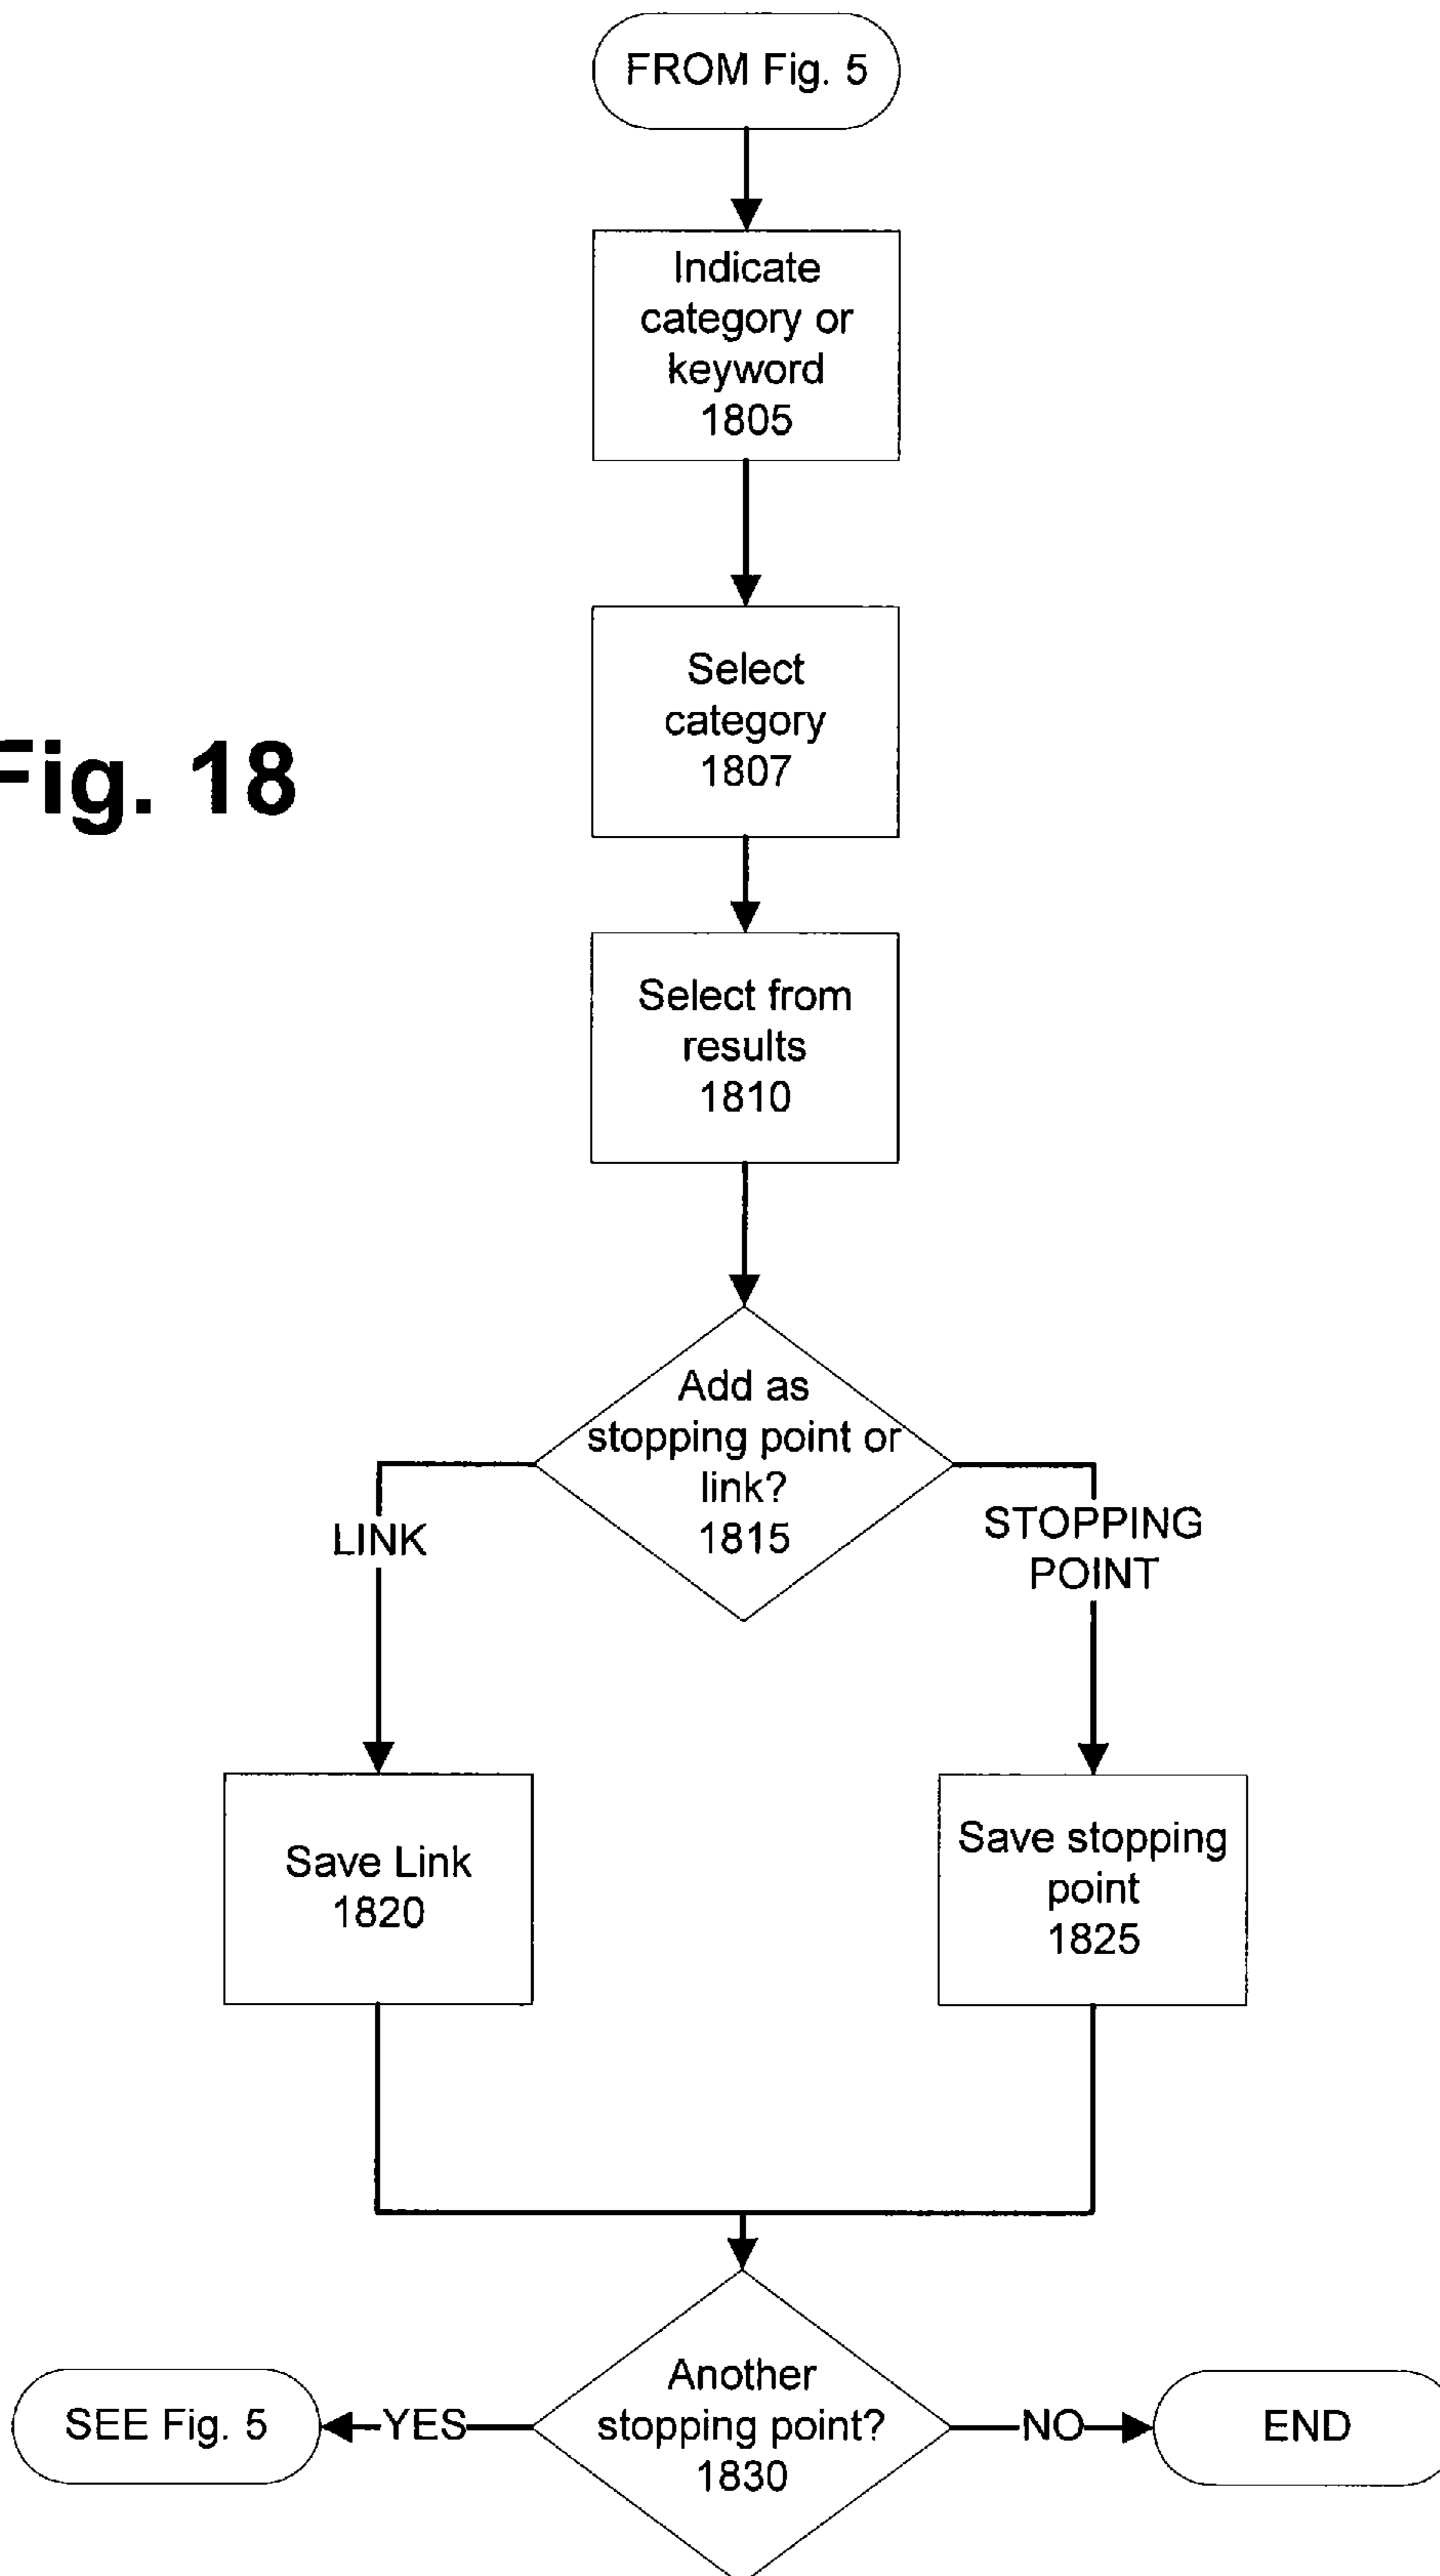 FROM Fig. 5
Indicate
category or
keyword
1805
Select
category
1807
Fig. 18
Select from
results
1810
Add as
stopping point or
link?
1815
LINK
STOPPING
POINT
Save Link
1820
Save stopping
point
1825
Another
stopping point?
1830
SEE Fig. 5
YES
NO
END